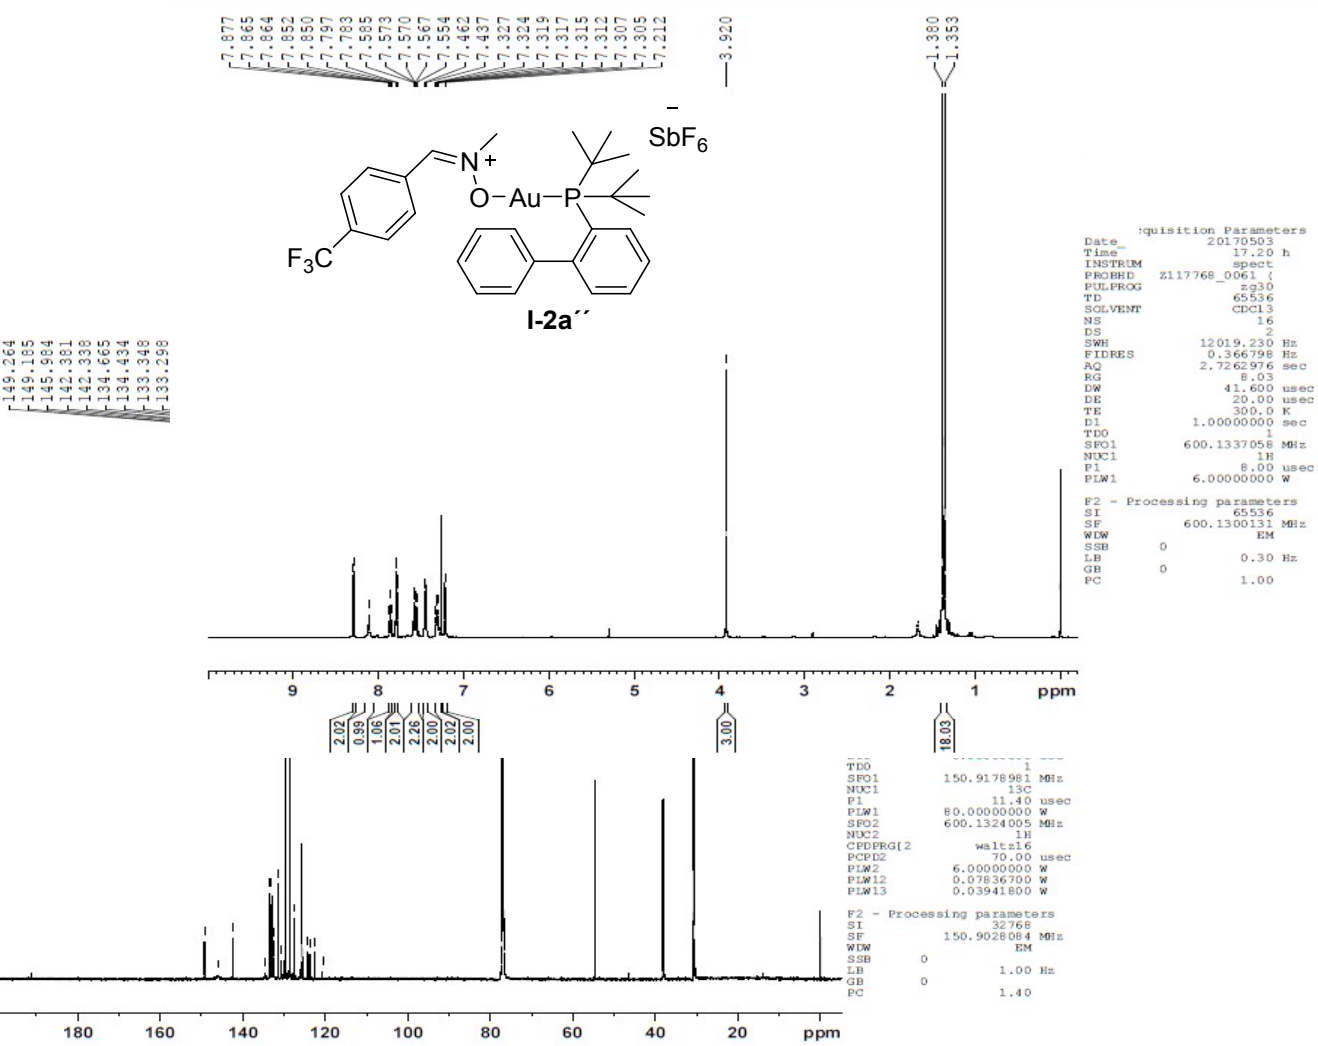 7.877
7.865
7.864
7.852
7.850
7.797
7.783
7.585
7.573
7.570
7.567
7.554
7.462
7.437
7.327
7.324
7.319
7.317
7.315
7.312
7.307
7.305
7.212
3.920
1.380
1.353
SbF6
−
N +
O Au P
F3C
I-2a´´
149.264
149.185
145.984
142.381
142.338
134.665
134.434
133.348
133.298
quisition Parameters
Date_ 20170503
Time 17.20 h
INSTRUM spect
PROBHD Z117768_0061 (
PULPROG zg30
TD 65536
SOLVENT CDCl3
NS 16
DS 2
SWH 12019.230 Hz
FIDRES 0.366798 Hz
AQ 2.7262976 sec
RG 8.03
DW 41.600 usec
DE 20.00 usec
TE 300.0 K
D1 1.00000000 sec
TD0 1
SFO1 600.1337058 MHz
NUC1 1H
P1 8.00 usec
PLW1 6.00000000 W
F2 - Processing parameters
SI 65536
SF 600.1300131 MHz
WDW EM
SSB 0
LB 0.30 Hz
GB 0
PC 1.00
9 8 7 6 5 4 3 2 1 ppm
2.02
0.99
1.06
2.01
2.26
2.00
2.02
2.00
3.00
18.03
TD0 1
SFO1 150.9178981 MHz
NUC1 13C
P1 11.40 usec
PLW1 80.00000000 W
SFO2 600.1324005 MHz
NUC2 1H
CPDPRG[2 waltz16
PCPD2 70.00 usec
PLW2 6.00000000 W
PLW12 0.07836700 W
PLW13 0.03941800 W
F2 - Processing parameters
SI 32768
SF 150.9028084 MHz
WDW EM
SSB 0
LB 1.00 Hz
GB 0
PC 1.40
180 160 140 120 100 80 60 40 20 ppm